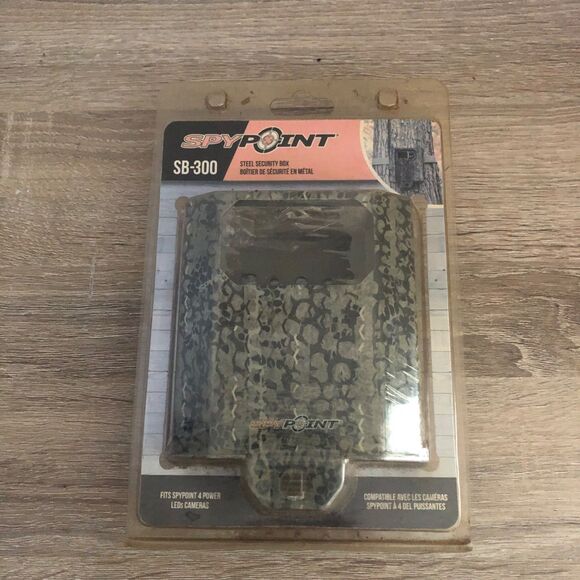 SPYPOINT
SB-300
STEEL SECURITY BOX
BOÎTIER DE SÉCURITÉ EN MÉTAL
SPYPOINT
FITS SPYPOINT 4 POWER
LEDs CAMERAS
COMPATIBLE AVEC LES CAMÉRAS
SPYPOINT À 4 DEL PUISSANTES